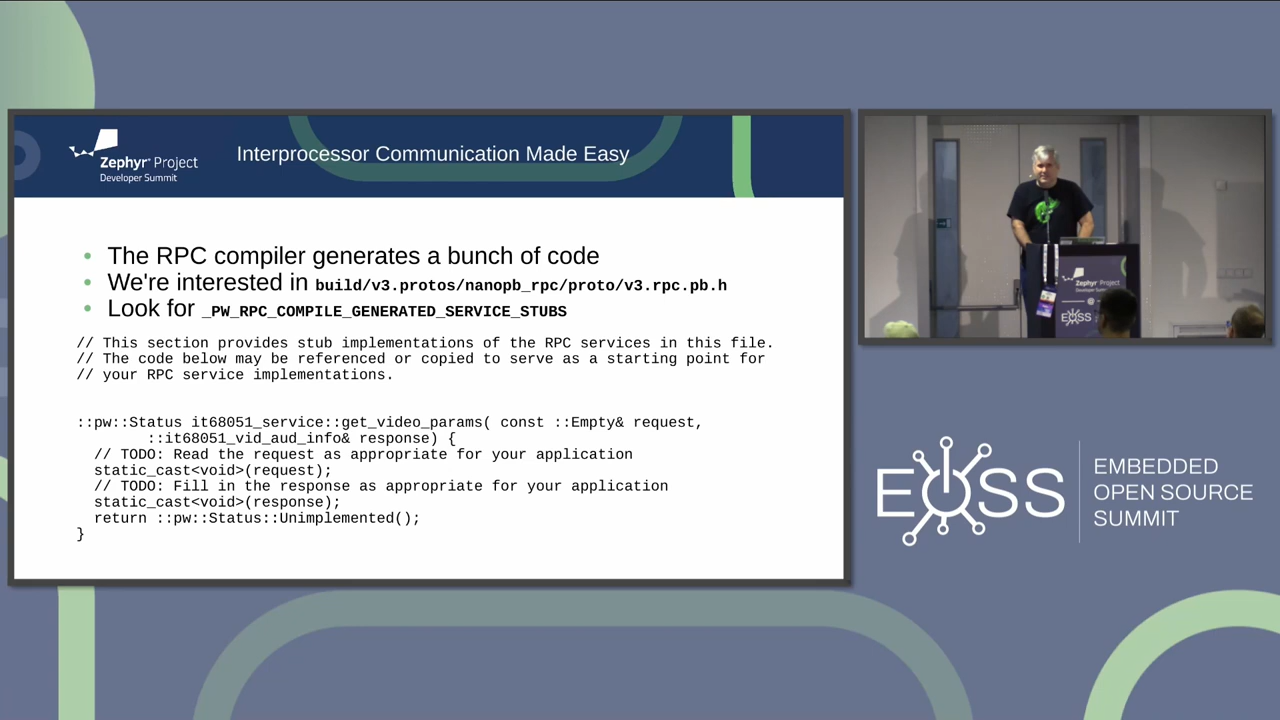 Zephyr® Project
Developer Summit
Interprocessor Communication Made Easy
• The RPC compiler generates a bunch of code
• We're interested in build/v3.protos/nanopb_rpc/proto/v3.rpc.pb.h
• Look for _PW_RPC_COMPILE_GENERATED_SERVICE_STUBS
// This section provides stub implementations of the RPC services in this file.
// The code below may be referenced or copied to serve as a starting point for
// your RPC service implementations.
::pw::Status it68051_service::get_video_params( const ::Empty& request,
        ::it68051_vid_aud_info& response) {
  // TODO: Read the request as appropriate for your application
  static_cast<void>(request);
  // TODO: Fill in the response as appropriate for your application
  static_cast<void>(response);
  return ::pw::Status::Unimplemented();
}
Zephyr Project
EOSS
EOSS
EMBEDDED
OPEN SOURCE
SUMMIT